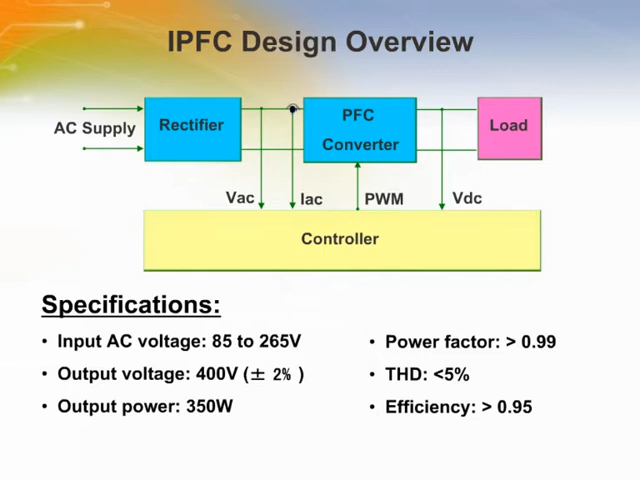 IPFC Design Overview
AC Supply
Rectifier
PFC
Converter
Load
Vac
Iac
PWM
Vdc
Controller
Specifications:
• Input AC voltage: 85 to 265V
• Output voltage: 400V (± 2% )
• Output power: 350W
• Power factor: > 0.99
• THD: <5%
• Efficiency: > 0.95